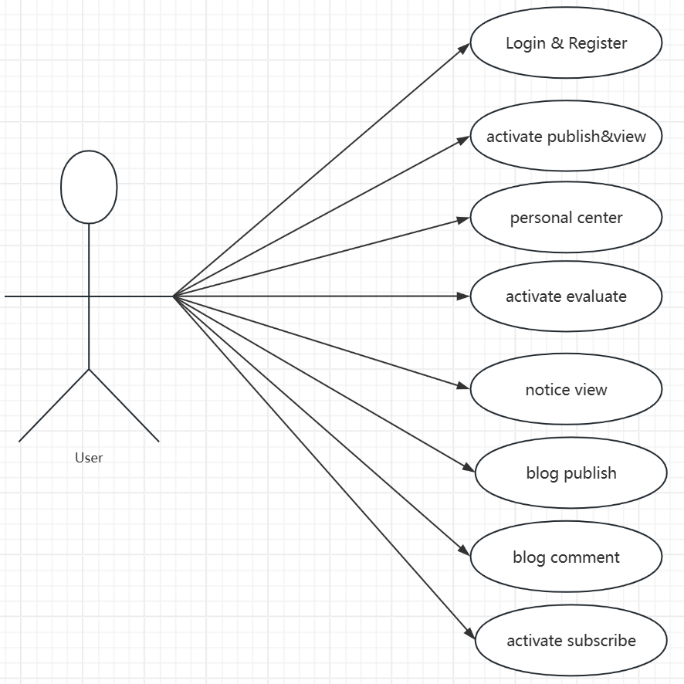 Login & Register
activate publish&view
personal center
activate evaluate
notice view
User
blog publish
blog comment
activate subscribe